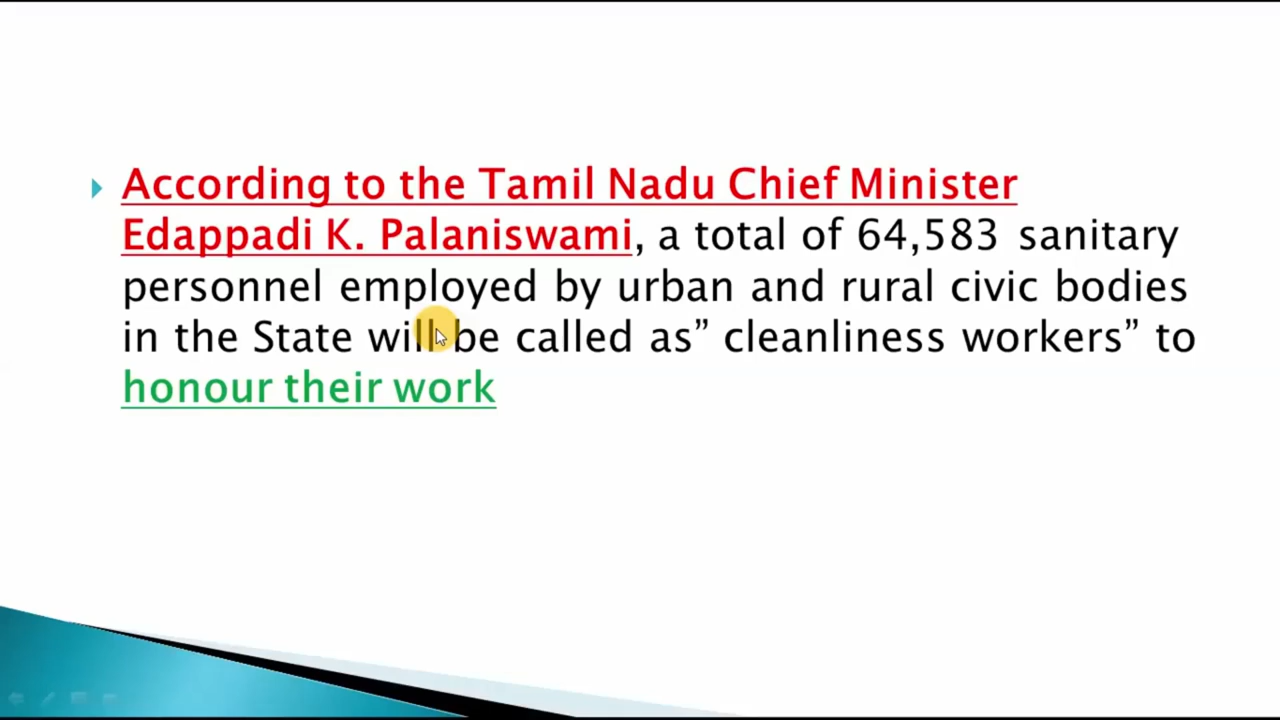 According to the Tamil Nadu Chief Minister
Edappadi K. Palaniswami, a total of 64,583 sanitary
personnel employed by urban and rural civic bodies
in the State will be called as” cleanliness workers” to
honour their work